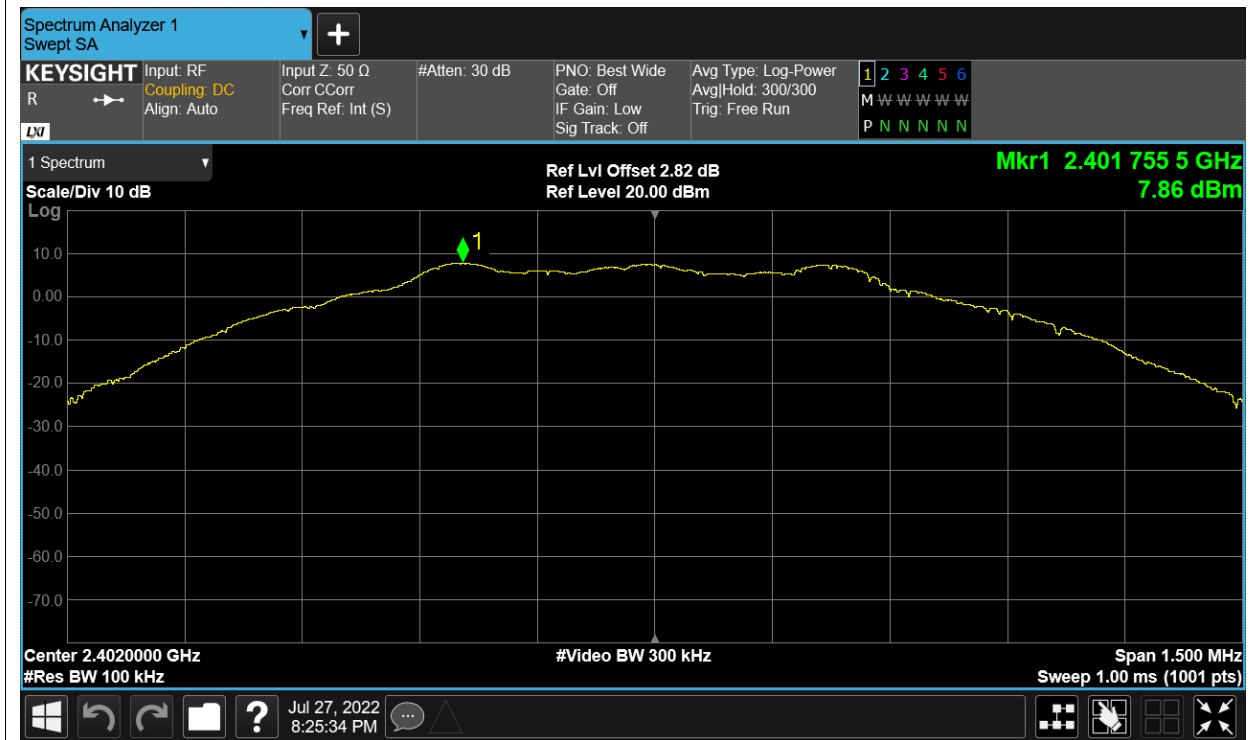 Spectrum Analyzer 1
Swept SA
+
KEYSIGHT
R
LXI
Input: RF
Coupling: DC
Align: Auto
Input Z: 50 Ω
Corr CCorr
Freq Ref: Int (S)
#Atten: 30 dB
PNO: Best Wide
Gate: Off
IF Gain: Low
Sig Track: Off
Avg Type: Log-Power
Avg|Hold: 300/300
Trig: Free Run
1 2 3 4 5 6
M W W W W W
P N N N N N
1 Spectrum
Scale/Div 10 dB
Log
Ref Lvl Offset 2.82 dB
Ref Level 20.00 dBm
Mkr1 2.401 755 5 GHz
7.86 dBm
1
10.0
0.00
-10.0
-20.0
-30.0
-40.0
-50.0
-60.0
-70.0
Center 2.4020000 GHz
#Res BW 100 kHz
#Video BW 300 kHz
Span 1.500 MHz
Sweep 1.00 ms (1001 pts)
?
Jul 27, 2022
8:25:34 PM